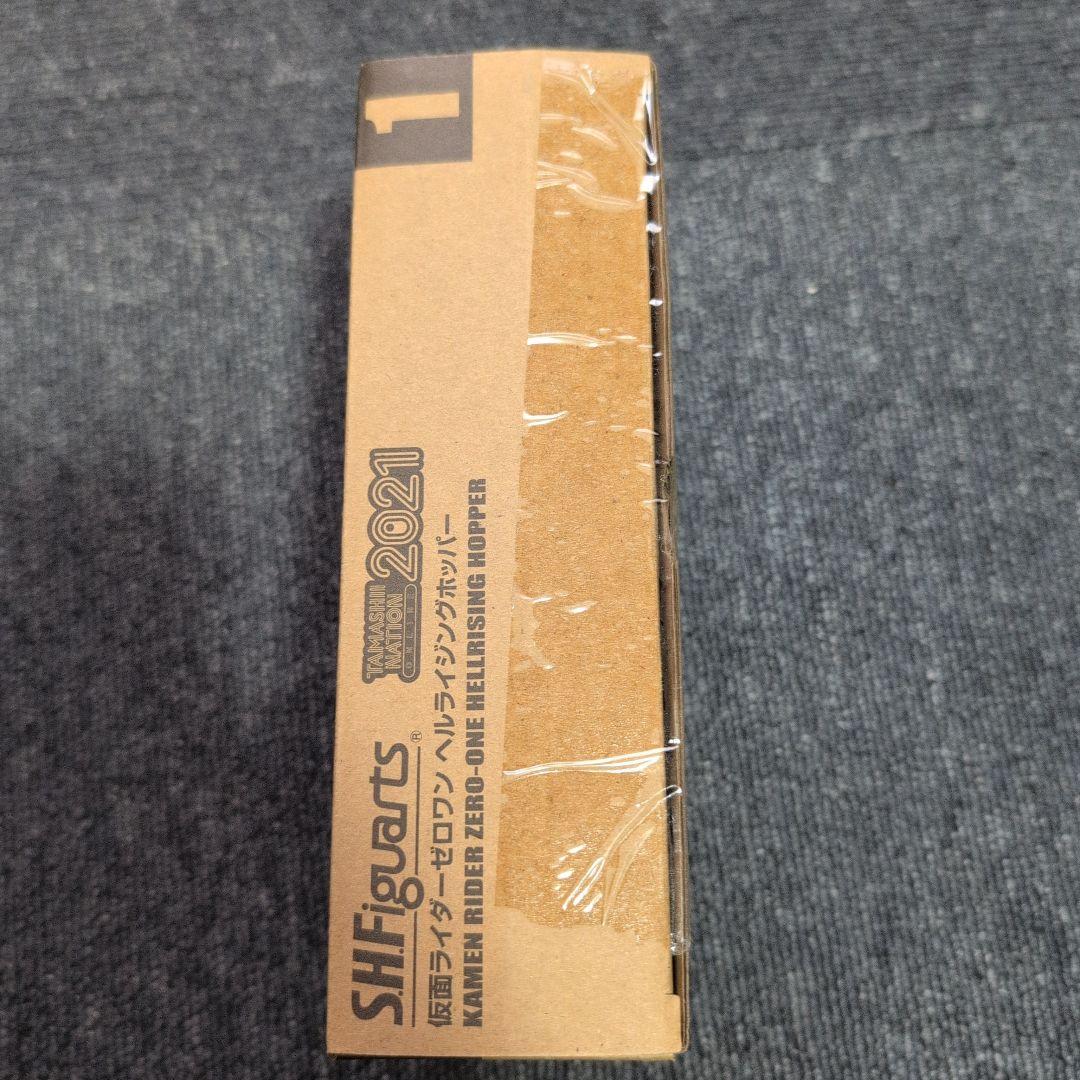 S.H.Figuarts®
TAMASHII
NATION
ONLINE
2021
仮面ライダーゼロワン ヘルライジングホッパー
KAMEN RIDER ZERO-ONE HELLRISING HOPPER
1